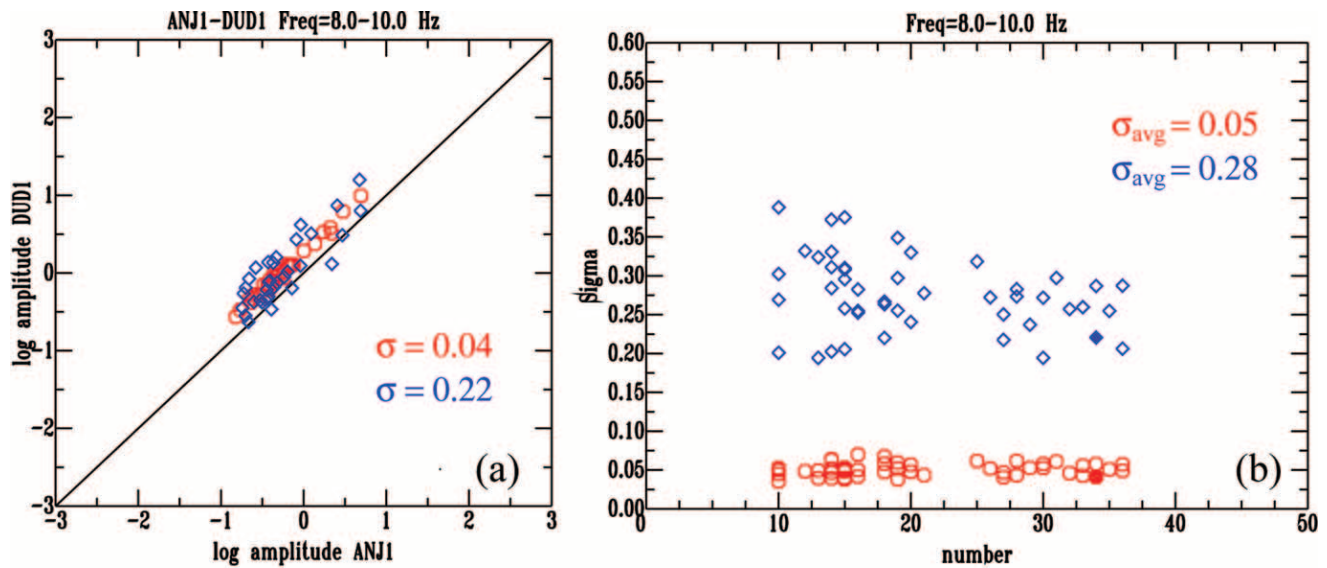 ANJ1-DUD1 Freq=8.0-10.0 Hz
3
2
1
0
-1
-2
-3
log amplitude DUD1
σ = 0.04
σ = 0.22
(a)
-3 -2 -1 0 1 2 3
log amplitude ANJ1
Freq=8.0-10.0 Hz
0.60
0.55
0.50
0.45
0.40
0.35
0.30
0.25
0.20
0.15
0.10
0.05
0.00
Sigma
σavg = 0.05
σavg = 0.28
(b)
0 10 20 30 40 50
number